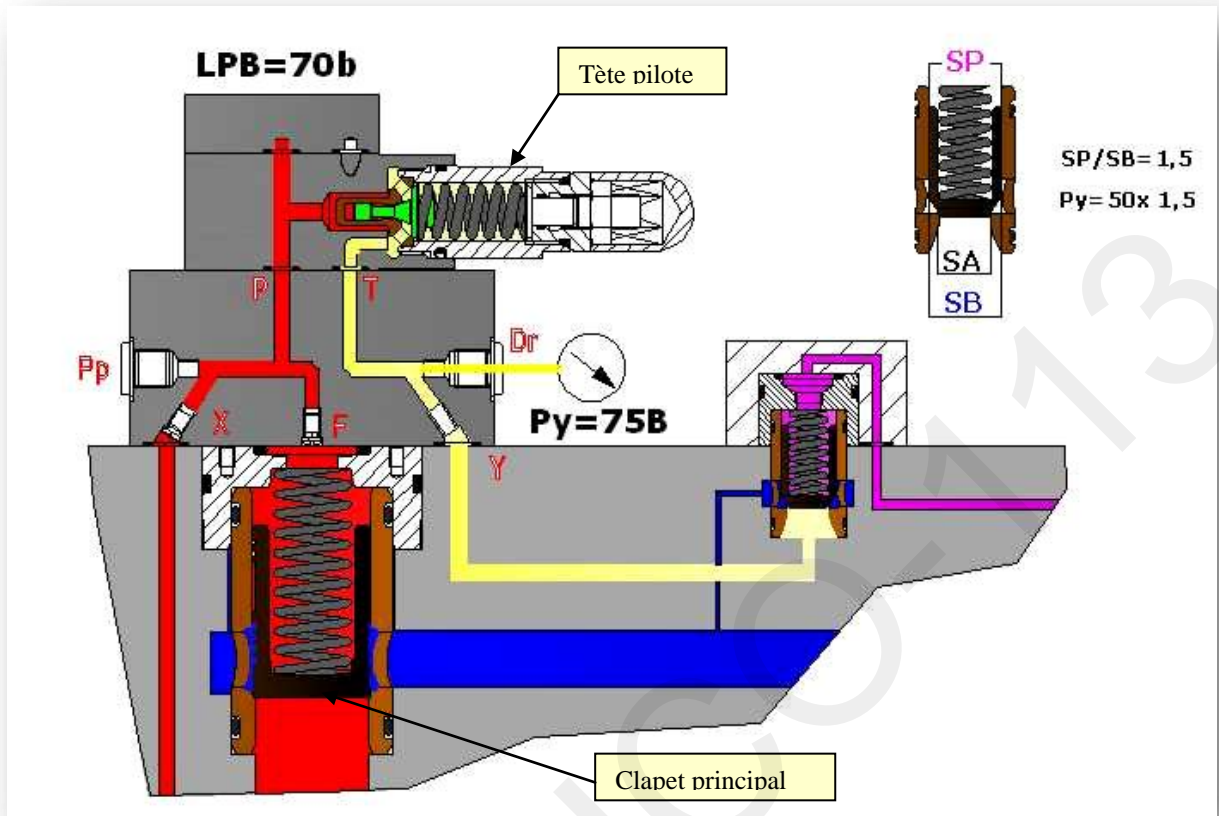 LPB=70b
Tète pilote
SP
SP/SB= 1,5
Py= 50x 1,5
SA
SB
P
T
Pp
Dr
X
F
Py=75B
Y
Clapet principal